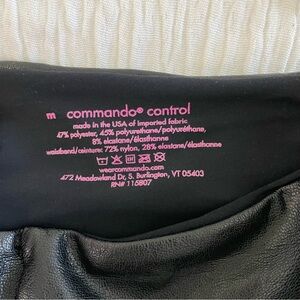 m commando® control
made in the USA of imported fabric
47% polyester, 45% polyurethane/polyuréthane,
8% elastane/élasthanne
waistband/ceinture: 72% nylon, 28% elastane/élasthanne
wearcommando.com
472 Meadowland Dr, S. Burlington, VT 05403
RN# 115807